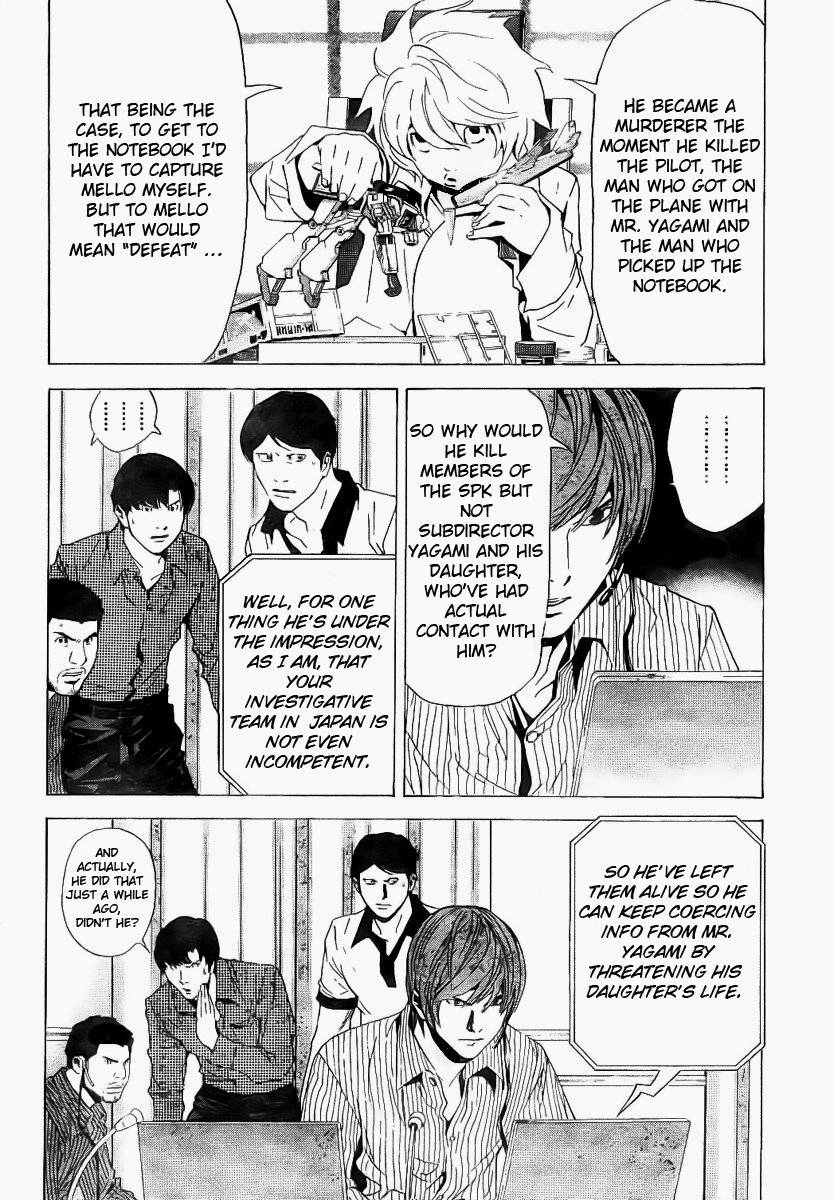 HE BECAME A
MURDERER THE
MOMENT HE KILLED
THE PILOT, THE
MAN WHO GOT ON
THE PLANE WITH
MR. YAGAMI AND
THE MAN WHO
PICKED UP THE
NOTEBOOK.
THAT BEING THE
CASE, TO GET TO
THE NOTEBOOK I'D
HAVE TO CAPTURE
MELLO MYSELF.
BUT TO MELLO
THAT WOULD
MEAN “DEFEAT” ...
SO WHY WOULD
HE KILL
MEMBERS OF
THE SPK BUT
NOT
SUBDIRECTOR
YAGAMI AND HIS
DAUGHTER,
WHO'VE HAD
ACTUAL
CONTACT WITH
HIM?
WELL, FOR ONE
THING HE'S UNDER
THE IMPRESSION,
AS I AM, THAT
YOUR
INVESTIGATIVE
TEAM IN JAPAN IS
NOT EVEN
INCOMPETENT.
SO HE'VE LEFT
THEM ALIVE SO HE
CAN KEEP COERCING
INFO FROM MR.
YAGAMI BY
THREATENING HIS
DAUGHTER'S LIFE.
AND
ACTUALLY,
HE DID THAT
JUST A WHILE
AGO,
DIDN'T HE?